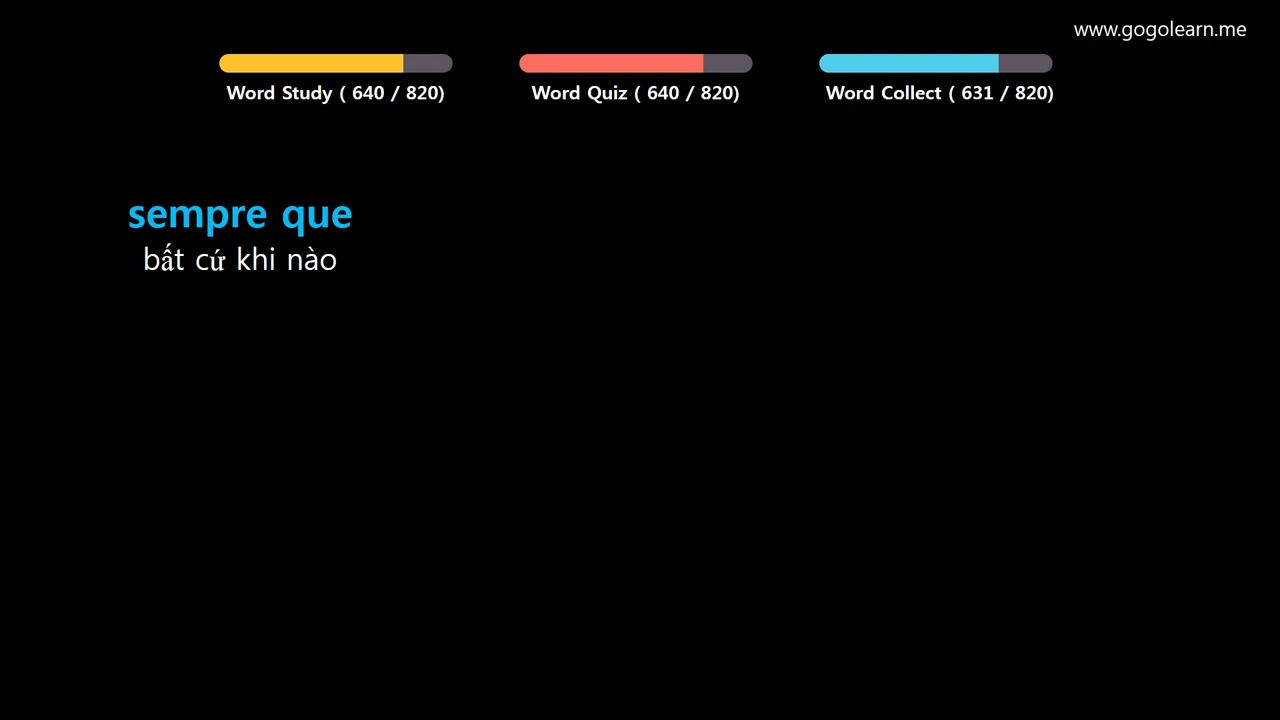 www.gogolearn.me
Word Study ( 640 / 820)
Word Quiz ( 640 / 820)
Word Collect ( 631 / 820)
sempre que
bất cứ khi nào